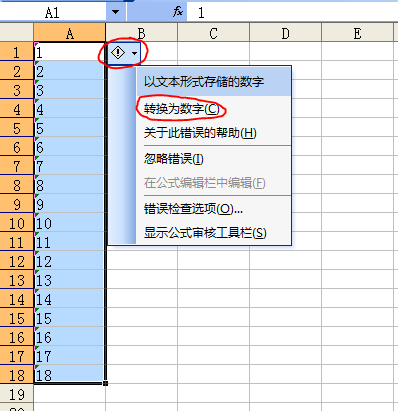 A1 fx 1
A B C D E
1 1
2 2
以文本形式存储的数字
3 3
转换为数字(C)
4 4
5 5
关于此错误的帮助(H)
6 6
忽略错误(I)
7 7
在公式编辑栏中编辑(F)
8 8
9 9
错误检查选项(O)...
10 10
显示公式审核工具栏(S)
11 11
12 12
13 13
14 14
15 15
16 16
17 17
18 18
19